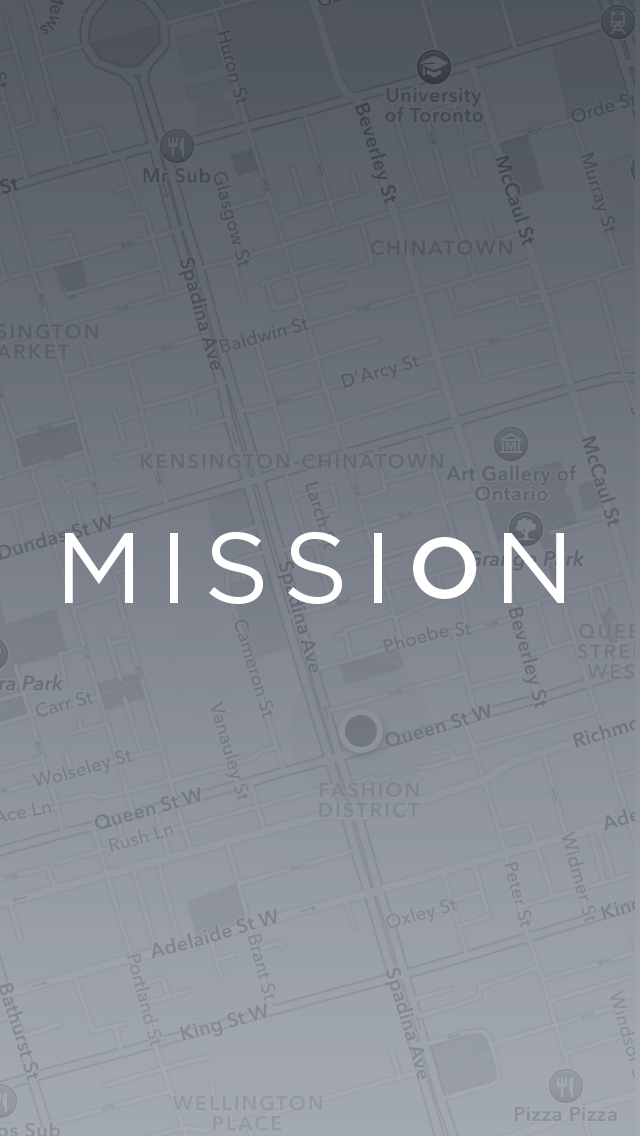 Huron St
University
of Toronto
Orde St
Mr Sub
Beverley St
McCaul St
Murray St
St
Glasgow St
CHINATOWN
Spadina Ave
SINGTON
ARKET
Baldwin St
D'Arcy St
KENSINGTON-CHINATOWN
Art Gallery of
Ontario
McCaul St
Larch
Dundas St W
MISSION
Grange Park
Spadina Ave
Cameron St
Phoebe St
Beverley St
QUEE
STREE
WES
ra Park
Carr St
Vanauley St
Queen St W
Richmo
Wolseley St
FASHION
DISTRICT
Ace Ln
Queen St W
Rush Ln
Ade
Widmer St
Peter St
Oxley St
King
Adelaide St W
Brant St
Portland St
Spadina Ave
Bathurst St
King St W
Windso
WELLINGTON
PLACE
Pizza Pizza
os Sub